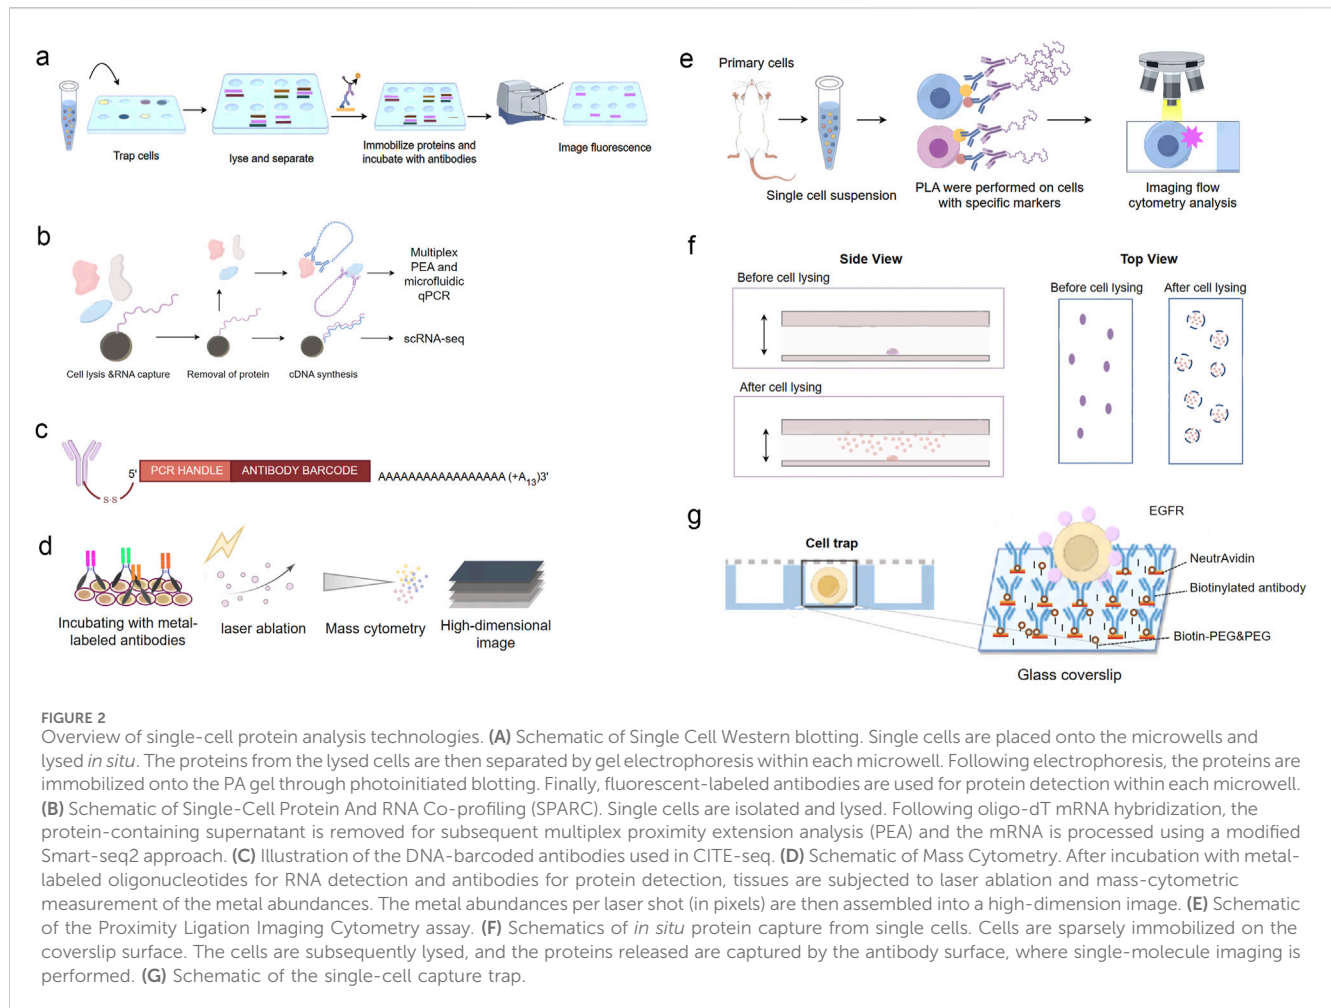 a
Trap cells
lyse and separate
Immobilize proteins and
incubate with antibodies
Image fluorescence
b
Multiplex
PEA and
microfluidic
qPCR
scRNA-seq
Cell lysis &RNA capture
Removal of protein
cDNA synthesis
c
5'
PCR HANDLE
ANTIBODY BARCODE
AAAAAAAAAAAAAAAAA (+A13)3'
S-S
d
Incubating with metal-
labeled antibodies
laser ablation
Mass cytometry
High-dimensional
image
e
Primary cells
Single cell suspension
PLA were performed on cells
with specific markers
Imaging flow
cytometry analysis
f
Side View
Top View
Before cell lysing
After cell lysing
Before cell lysing
After cell lysing
g
Cell trap
EGFR
NeutrAvidin
Biotinylated antibody
Biotin-PEG&PEG
Glass coverslip
FIGURE 2
Overview of single-cell protein analysis technologies. (A) Schematic of Single Cell Western blotting. Single cells are placed onto the microwells and
lysed in situ. The proteins from the lysed cells are then separated by gel electrophoresis within each microwell. Following electrophoresis, the proteins are
immobilized onto the PA gel through photoinitiated blotting. Finally, fluorescent-labeled antibodies are used for protein detection within each microwell.
(B) Schematic of Single-Cell Protein And RNA Co-profiling (SPARC). Single cells are isolated and lysed. Following oligo-dT mRNA hybridization, the
protein-containing supernatant is removed for subsequent multiplex proximity extension analysis (PEA) and the mRNA is processed using a modified
Smart-seq2 approach. (C) Illustration of the DNA-barcoded antibodies used in CITE-seq. (D) Schematic of Mass Cytometry. After incubation with metal-
labeled oligonucleotides for RNA detection and antibodies for protein detection, tissues are subjected to laser ablation and mass-cytometric
measurement of the metal abundances. The metal abundances per laser shot (in pixels) are then assembled into a high-dimension image. (E) Schematic
of the Proximity Ligation Imaging Cytometry assay. (F) Schematics of in situ protein capture from single cells. Cells are sparsely immobilized on the
coverslip surface. The cells are subsequently lysed, and the proteins released are captured by the antibody surface, where single-molecule imaging is
performed. (G) Schematic of the single-cell capture trap.